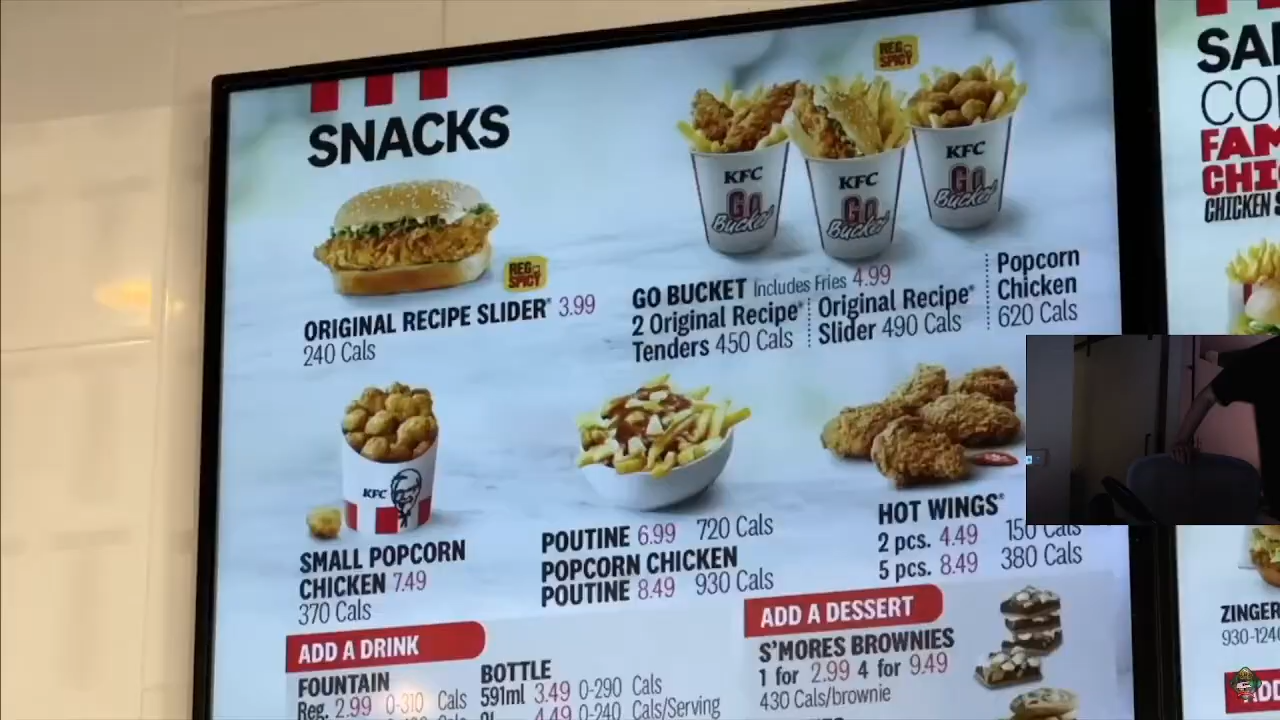 SNACKS
REG
SPICY
KFC
Go
Bucket
KFC
Go
Bucket
KFC
Go
Bucket
REG
SPICY
ORIGINAL RECIPE SLIDER® 3.99
240 Cals
GO BUCKET Includes Fries 4.99
2 Original Recipe®
Tenders 450 Cals
Original Recipe®
Slider 490 Cals
Popcorn
Chicken
620 Cals
KFC
SMALL POPCORN
CHICKEN 7.49
370 Cals
POUTINE 6.99 720 Cals
POPCORN CHICKEN
POUTINE 8.49 930 Cals
HOT WINGS®
2 pcs. 4.49 150 Cals
5 pcs. 8.49 380 Cals
ADD A DRINK
FOUNTAIN
Reg. 2.99 0-310 Cals
BOTTLE
591ml 3.49 0-290 Cals
4.49 0-240 Cals/Serving
ADD A DESSERT
S'MORES BROWNIES
1 for 2.99 4 for 9.49
430 Cals/brownie
CHICKEN
ZINGER